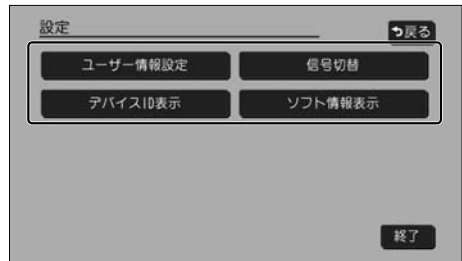 設定
戻る
ユーザー情報設定
信号切替
デバイスID表示
ソフト情報表示
終了